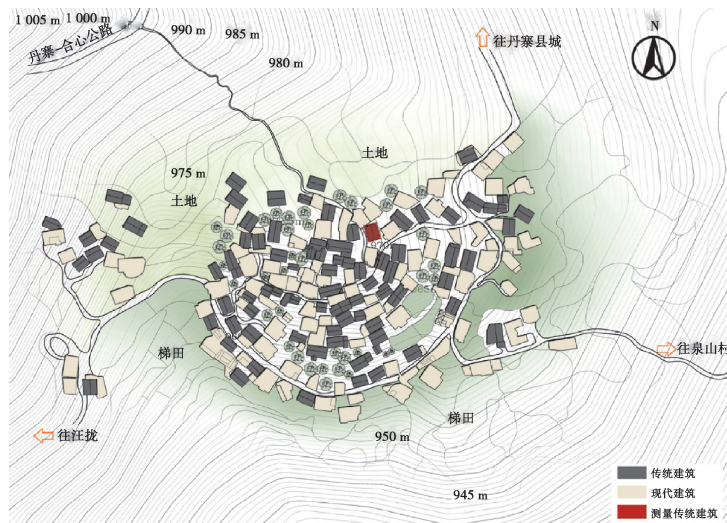 1 005 m
1 000 m
990 m
985 m
980 m
丹寨-合心公路
往丹寨县城
N
土地
975 m
土地
梯田
往泉山村
梯田
往汪拢
950 m
945 m
传统建筑
现代建筑
测量传统建筑